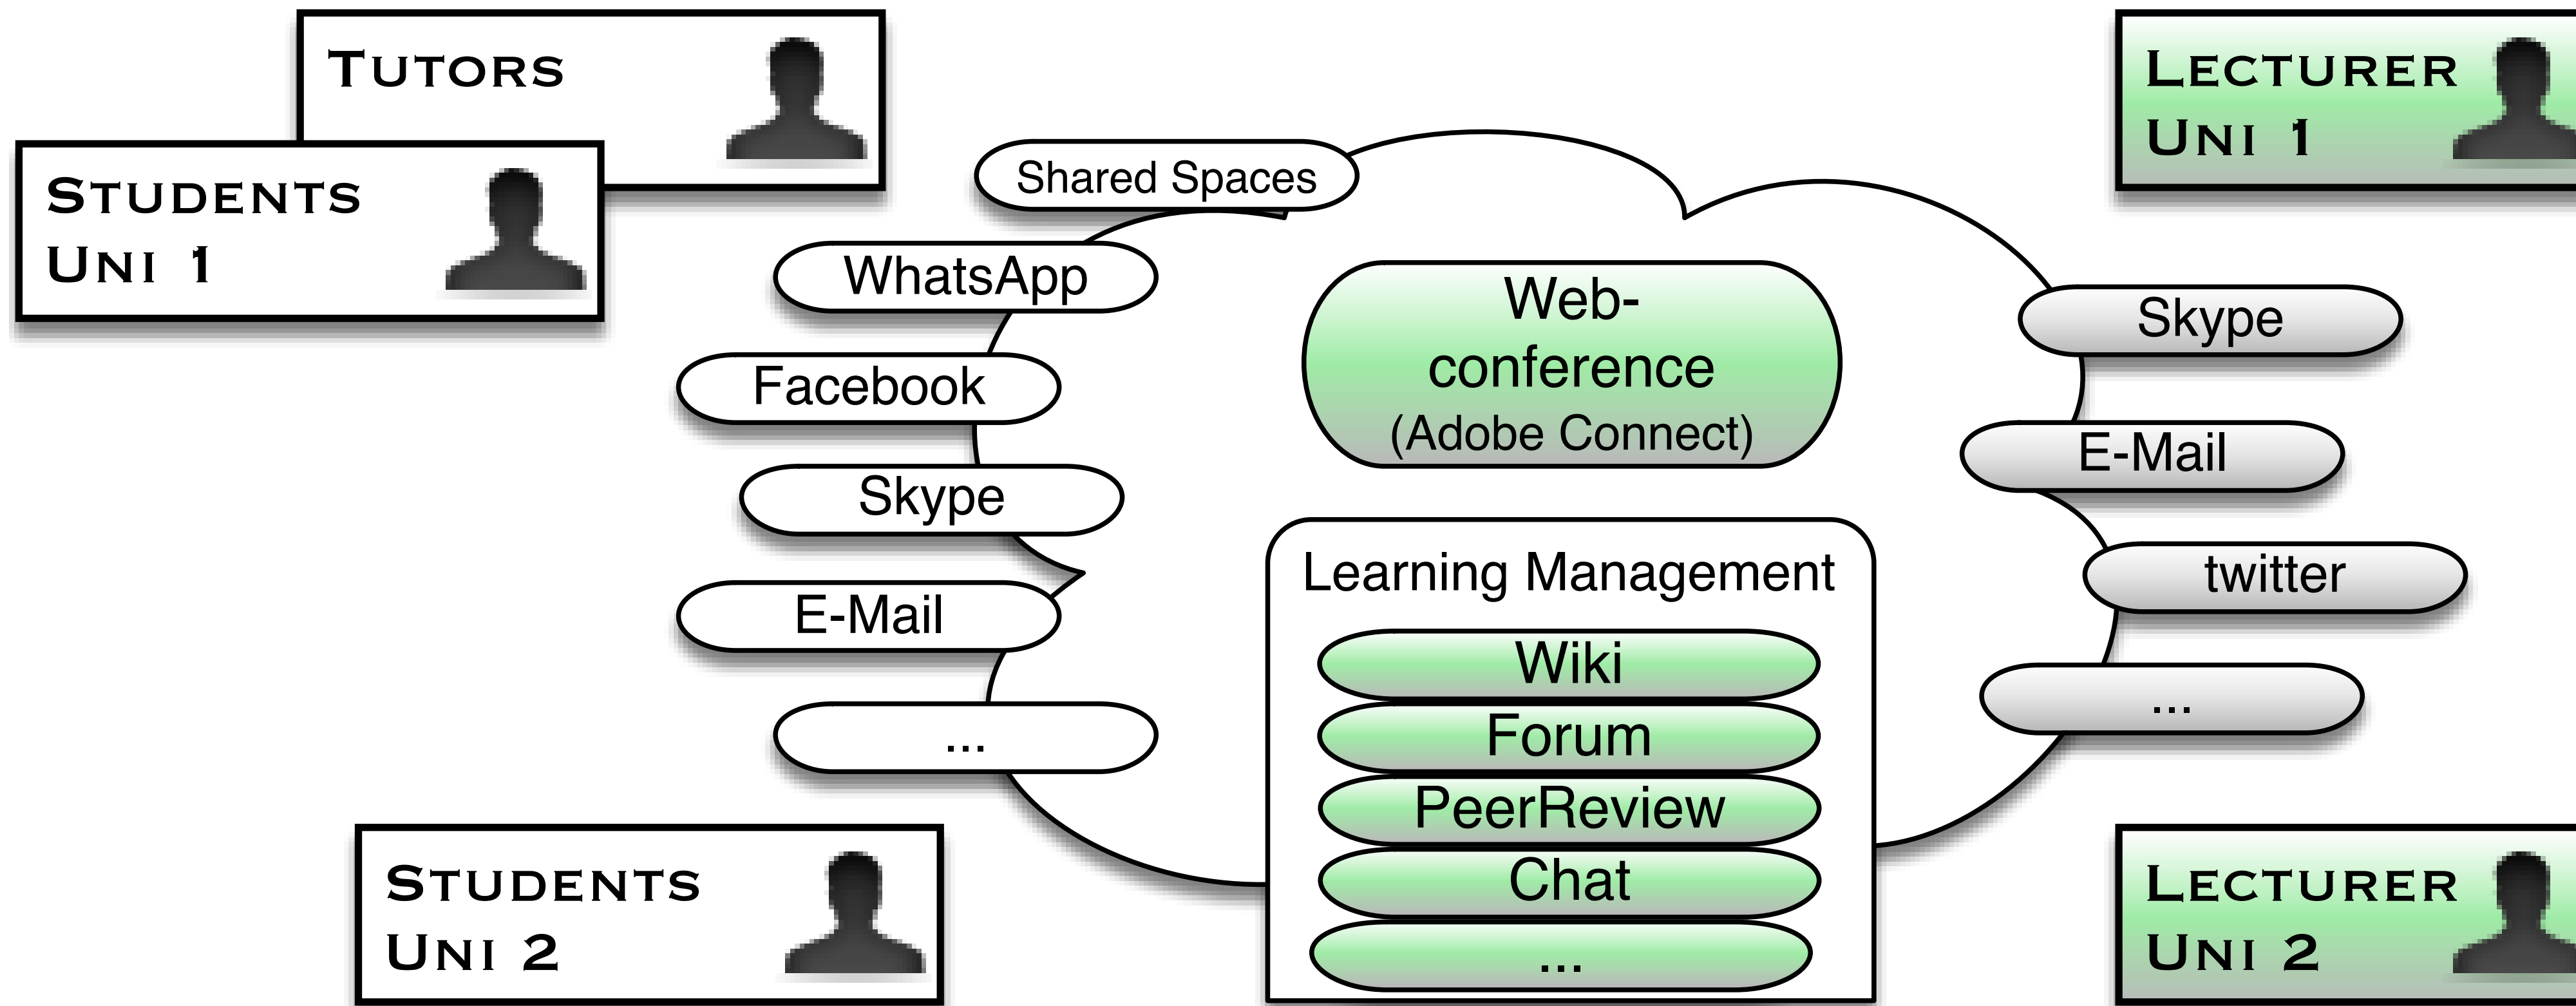 TUTORS
STUDENTS
UNI 1
Shared Spaces
WhatsApp
Facebook
Skype
E-Mail
...
STUDENTS
UNI 2
Web-
conference
(Adobe Connect)
Learning Management
Wiki
Forum
PeerReview
Chat
...
LECTURER
UNI 1
Skype
E-Mail
twitter
...
LECTURER
UNI 2